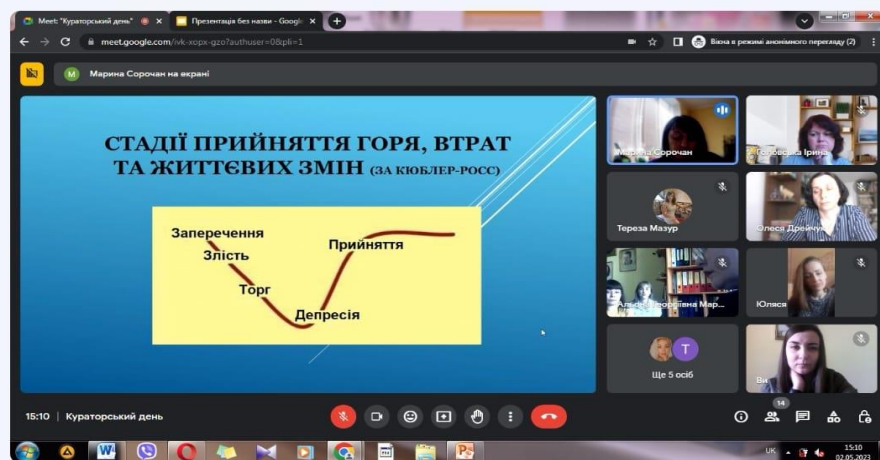 Meet: "Кураторський день"
Презентація без назви - Googl
meet.google.com/ivk-xopx-gzo?authuser=0&pli=1
Вікна в режимі анонімного перегляду (2)
М
Марина Сорочан на екрані
СТАДІЇ ПРИЙНЯТТЯ ГОРЯ, ВТРАТ
ТА ЖИТТЄВИХ ЗМІН (ЗА КЮБЛЕР-РОСС)
Заперечення
Злість
Торг
Депресія
Прийняття
Марина Сорочан
Головська Ірина
Тереза Мазур
Олеся Дрейчук
Георгіївна Мар...
Юляся
Т
Ще 5 осіб
Ви
15:10 | Кураторський день
14
UK
15:10
02.05.2023